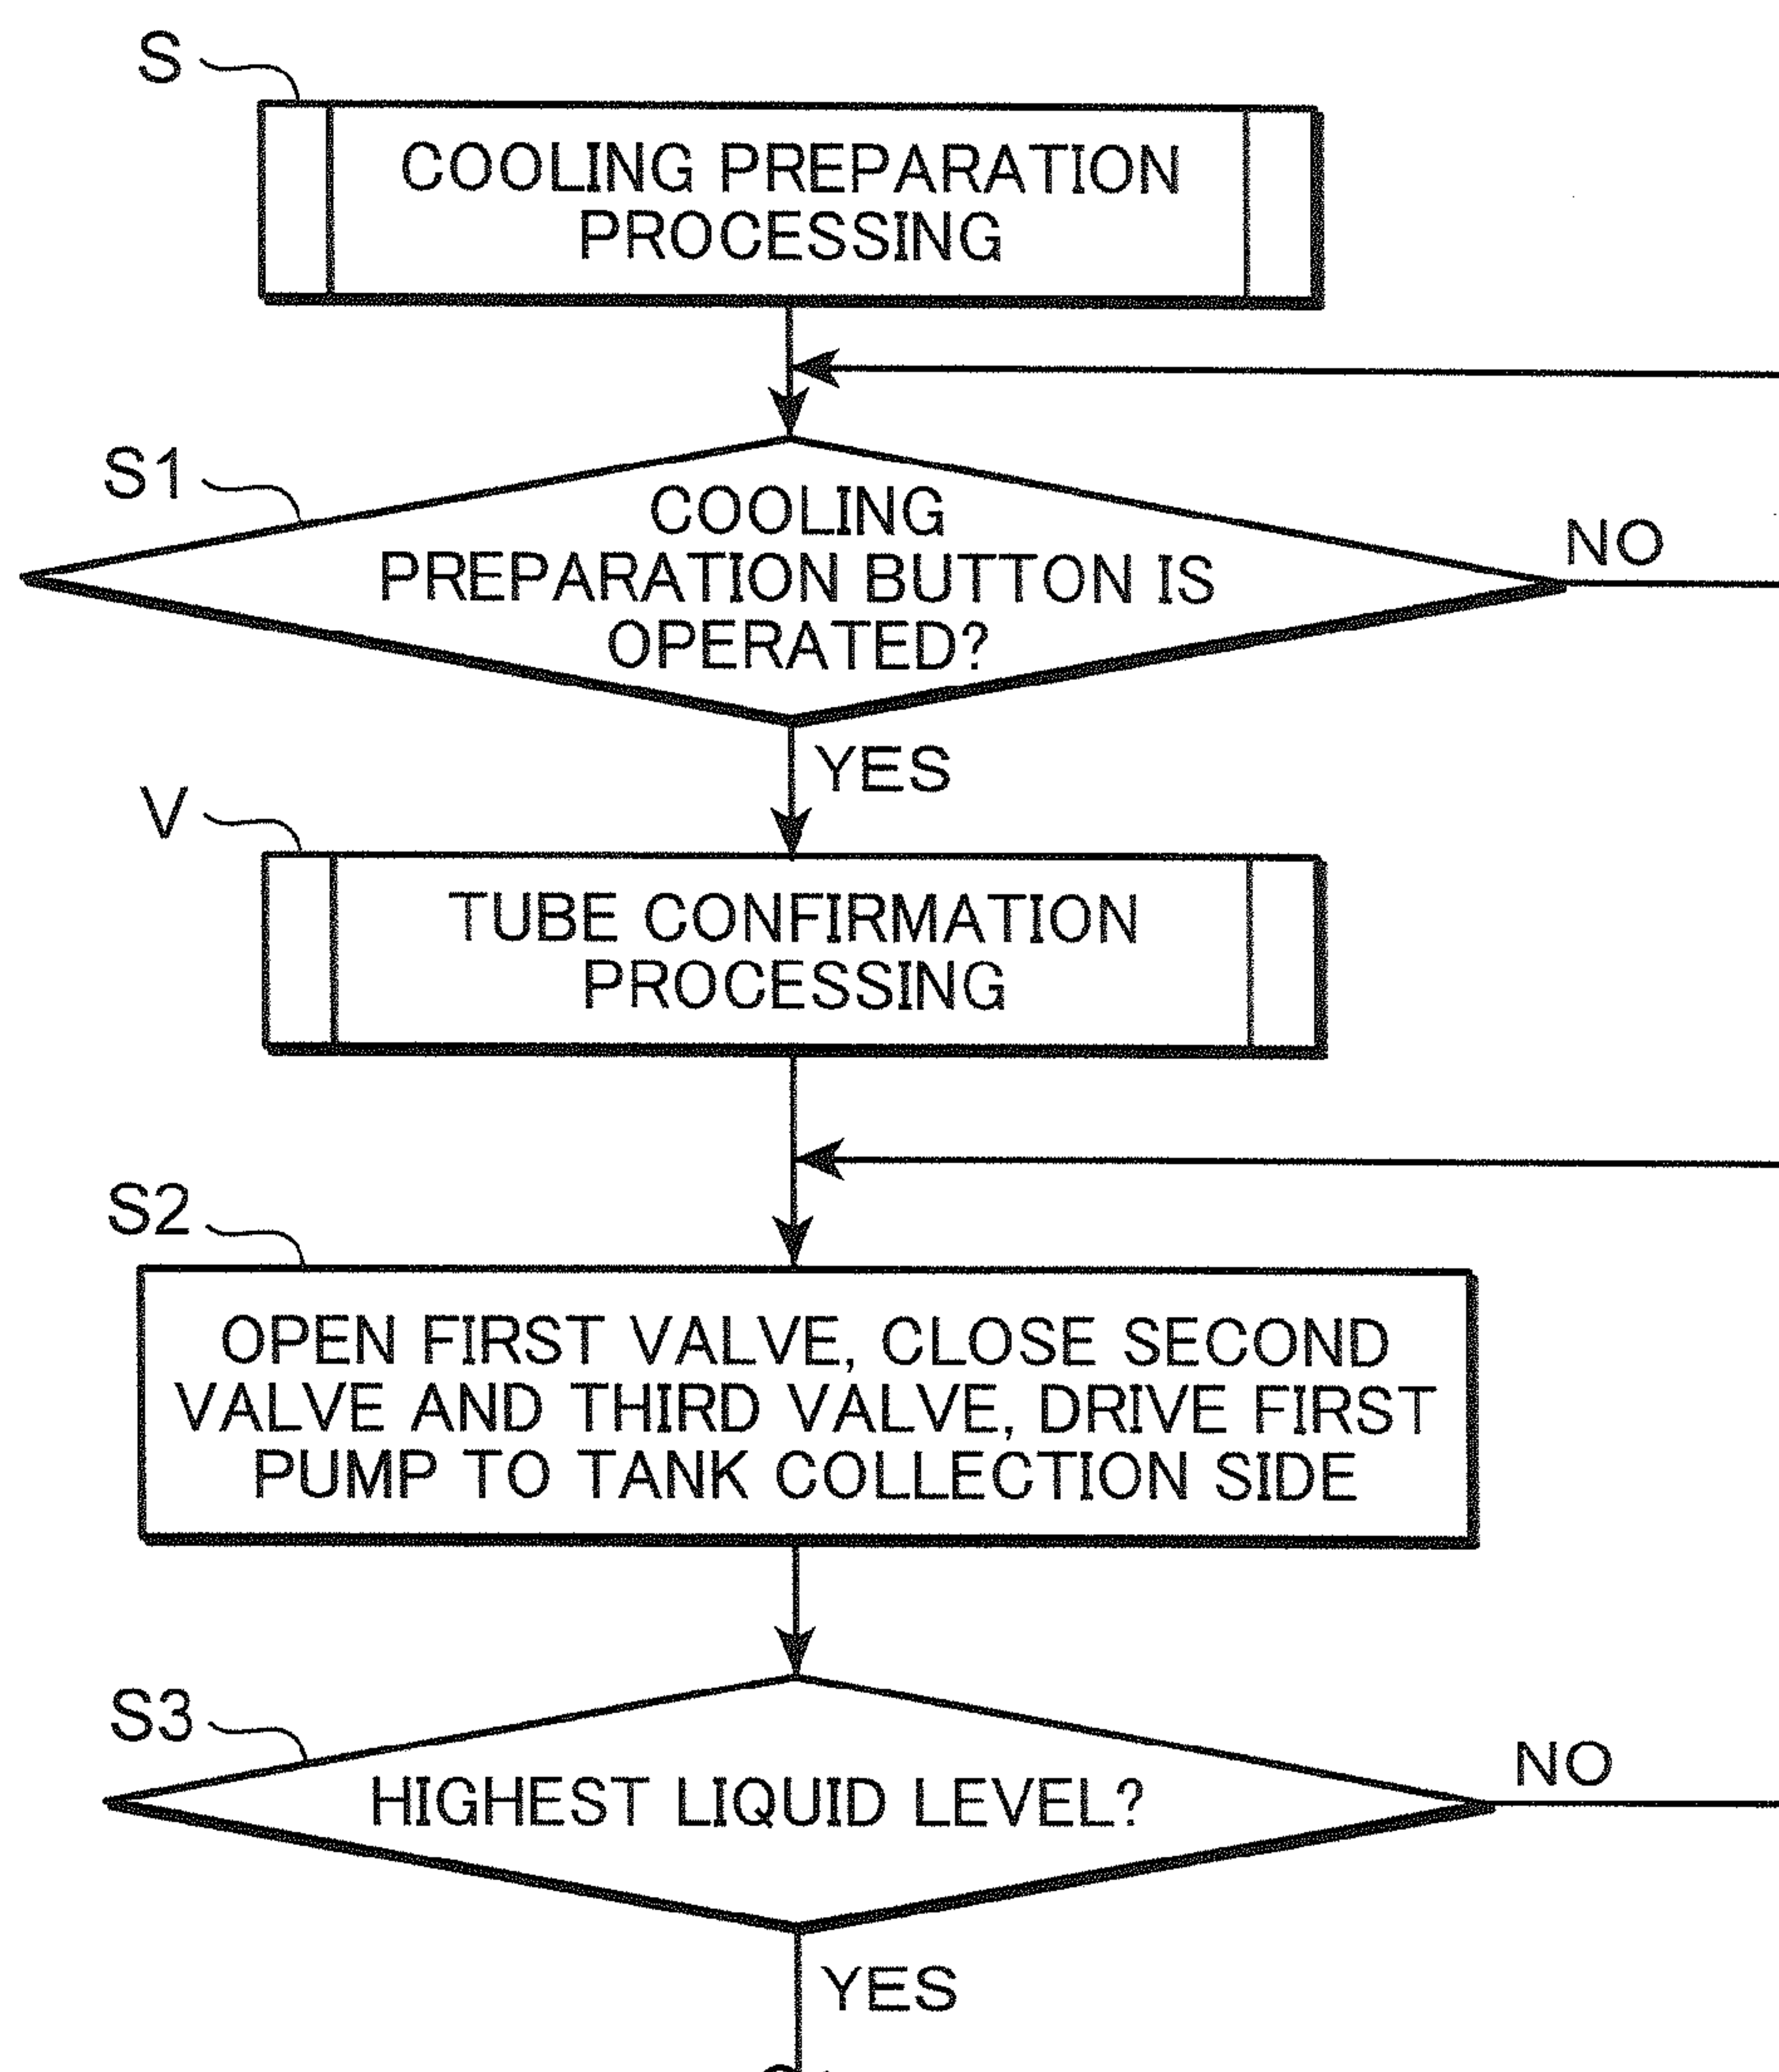 S
COOLING PREPARATION
PROCESSING
S1
COOLING
PREPARATION BUTTON IS
OPERATED?
NO
YES
V
TUBE CONFIRMATION
PROCESSING
S2
OPEN FIRST VALVE, CLOSE SECOND
VALVE AND THIRD VALVE, DRIVE FIRST
PUMP TO TANK COLLECTION SIDE
S3
HIGHEST LIQUID LEVEL?
NO
YES